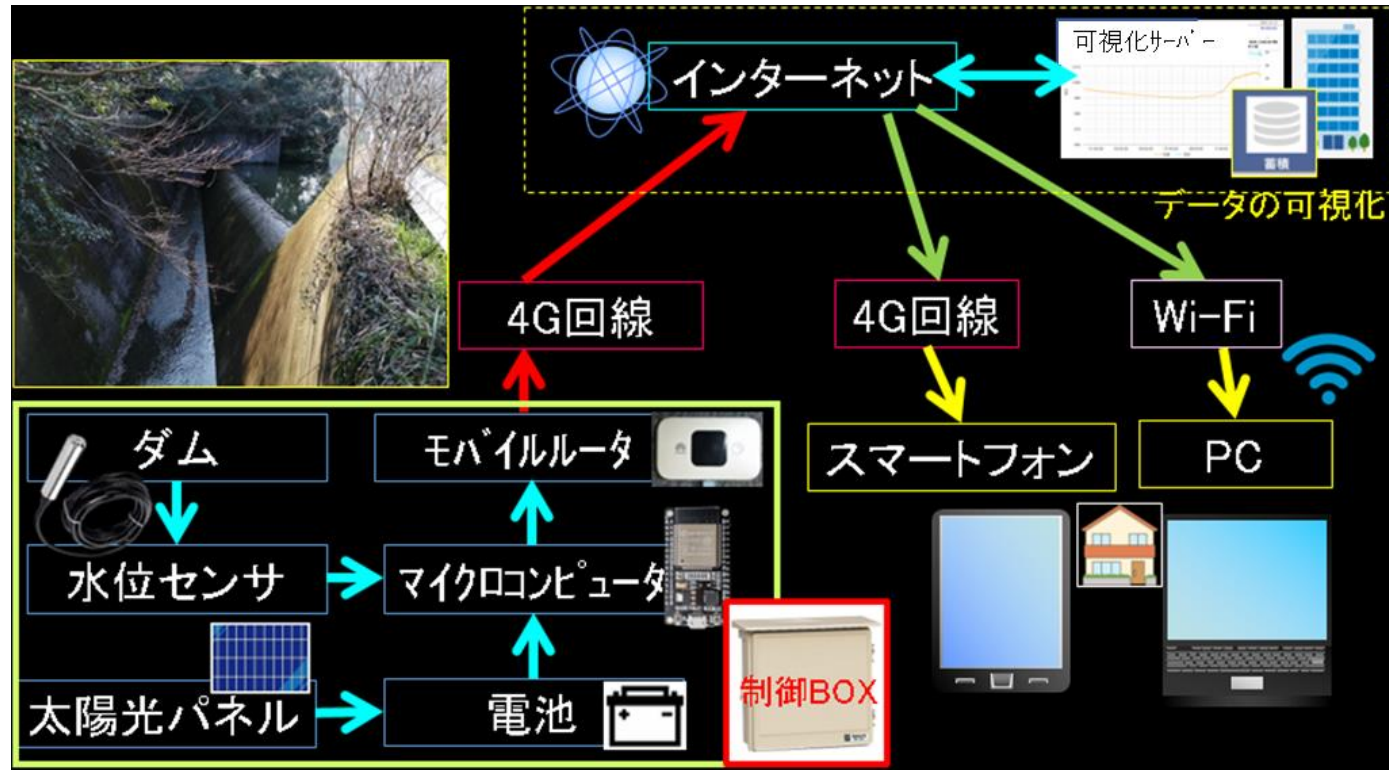 インターネット
可視化ｻｰﾊﾞｰ
蓄積
データの可視化
4G回線
4G回線
Wi-Fi
ダム
ﾓﾊﾞｲﾙﾙｰﾀ
スマートフォン
PC
水位センサ
ﾏｲｸﾛｺﾝﾋﾟｭｰﾀ
太陽光パネル
電池
制御BOX